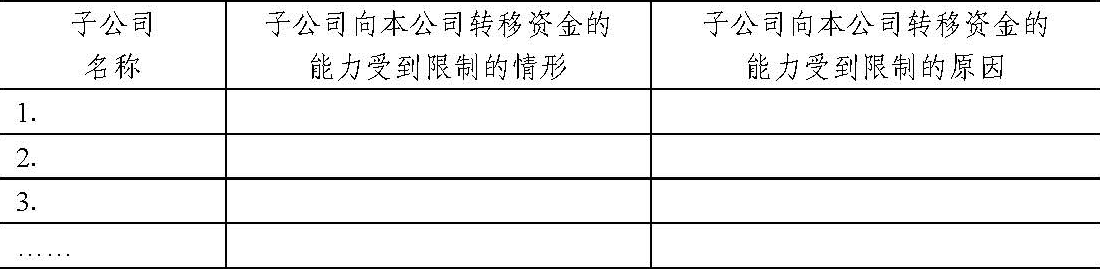 子公司
名称
子公司向本公司转移资金的
能力受到限制的情形
子公司向本公司转移资金的
能力受到限制的原因
1.
2.
3.
……